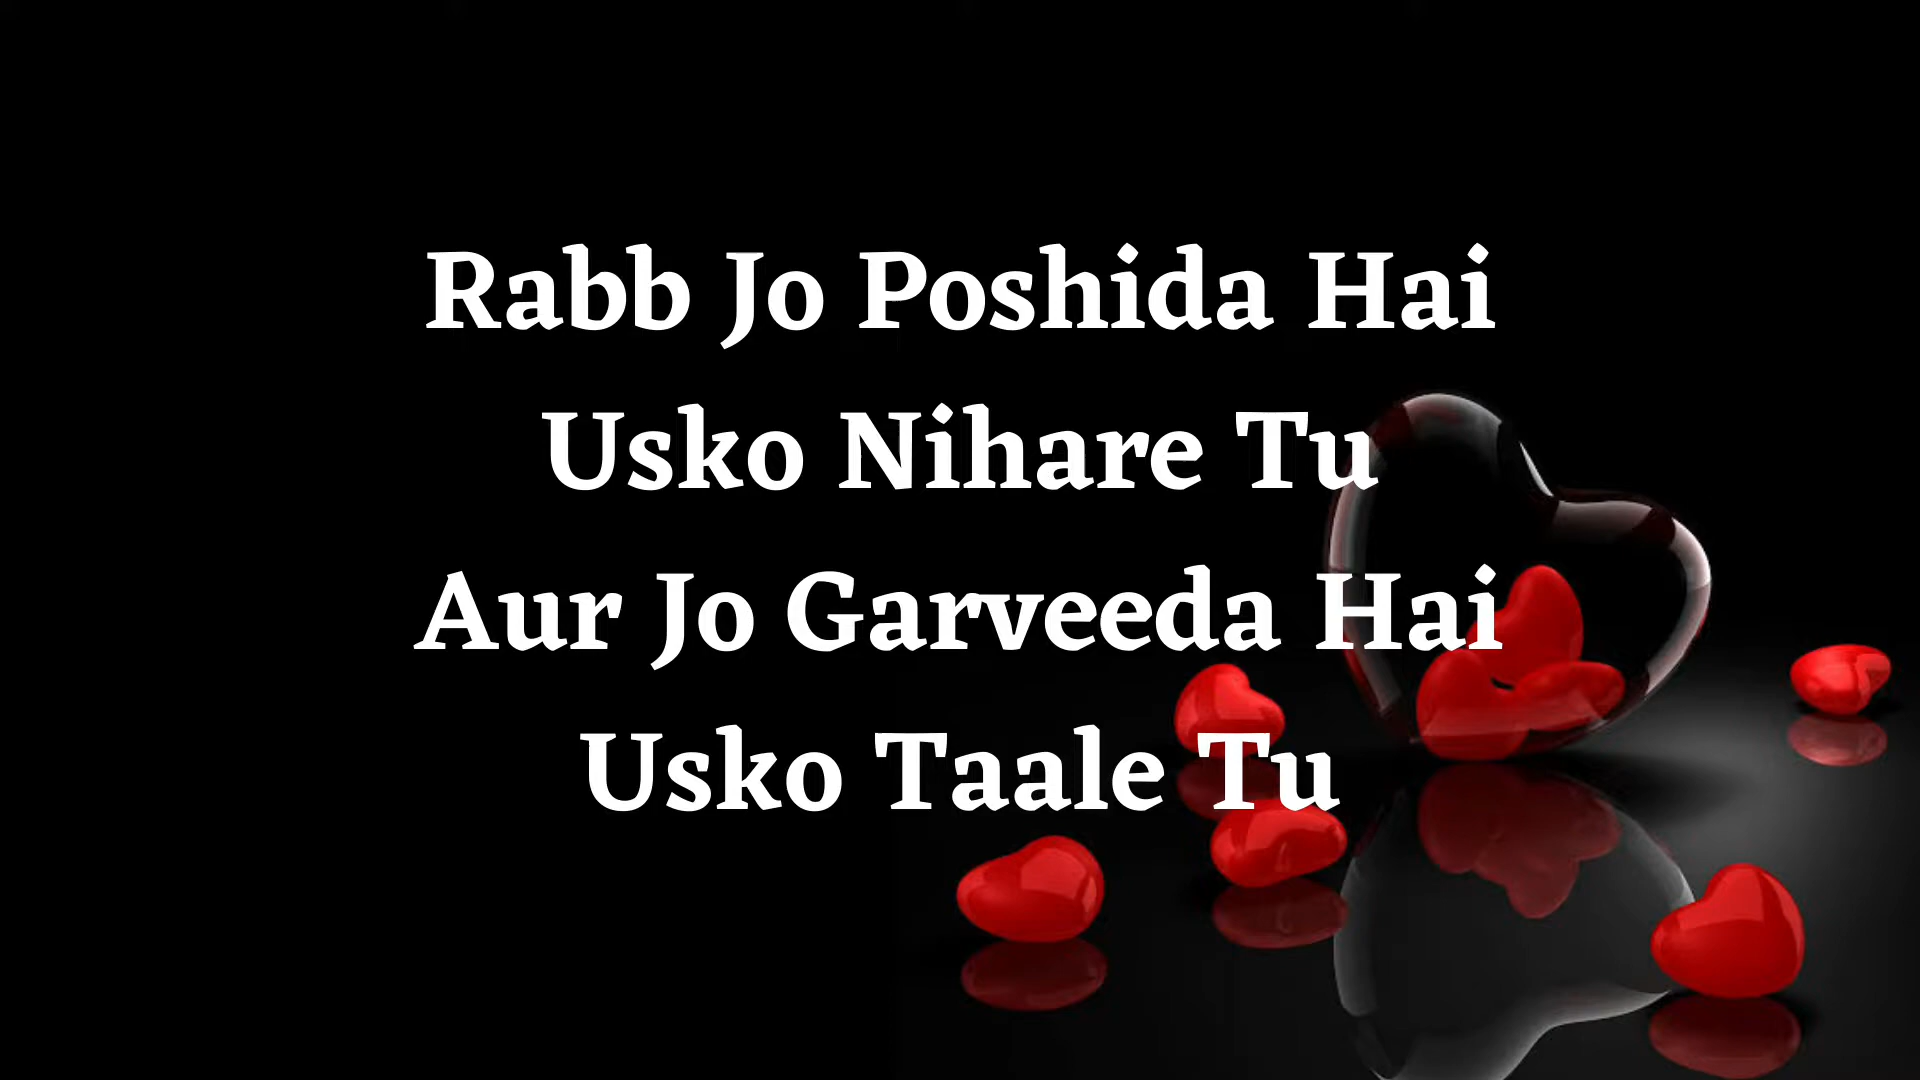 Rabb Jo Poshida Hai
Usko Nihare Tu
Aur Jo Garveeda Hai
Usko Taale Tu